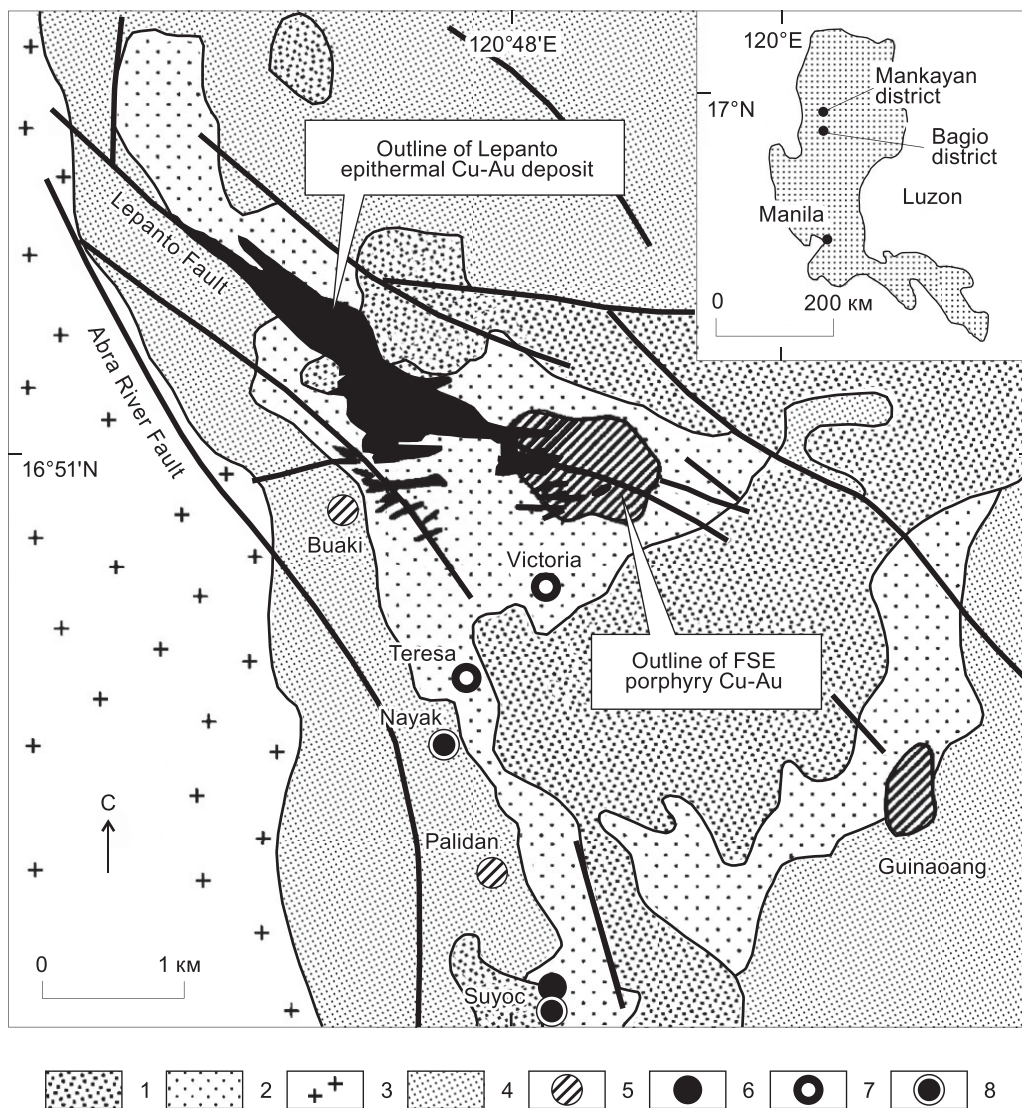 120°48'E
120°E
17°N
Mankayan
district
Bagio
district
Luzon
Manila
0
200 км
Outline of Lepanto
epithermal Cu-Au deposit
Lepanto Fault
Abra River Fault
16°51'N
Buaki
Victoria
Teresa
Outline of FSE
porphyry Cu-Au
Nayak
C
Palidan
Guinaoang
0
1 км
Suyoc
1
2
3
4
5
6
7
8